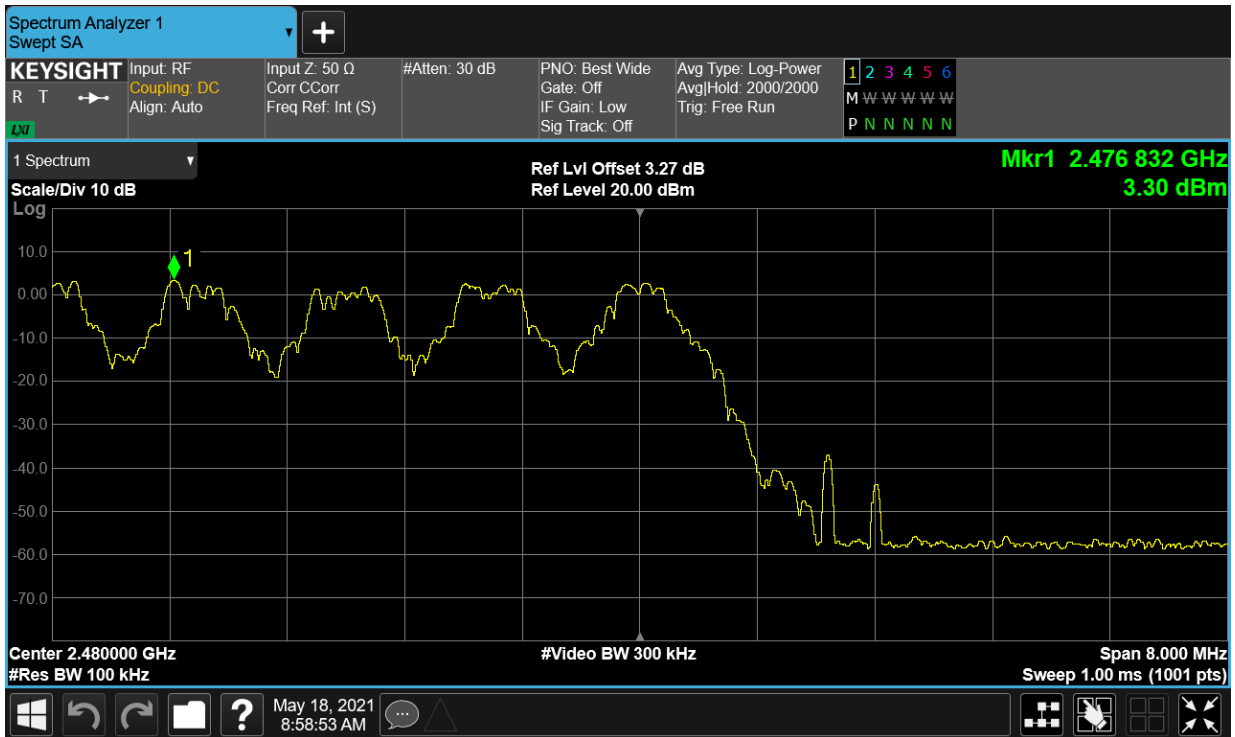 Spectrum Analyzer 1
Swept SA
▼
+
KEYSIGHT
R T
LXI
Input: RF
Coupling: DC
Align: Auto
Input Z: 50 Ω
Corr CCorr
Freq Ref: Int (S)
#Atten: 30 dB
PNO: Best Wide
Gate: Off
IF Gain: Low
Sig Track: Off
Avg Type: Log-Power
Avg|Hold: 2000/2000
Trig: Free Run
1 2 3 4 5 6
M W W W W W
P N N N N N
1 Spectrum ▼
Scale/Div 10 dB
Log
Ref Lvl Offset 3.27 dB
Ref Level 20.00 dBm
Mkr1 2.476 832 GHz
3.30 dBm
1
10.0
0.00
-10.0
-20.0
-30.0
-40.0
-50.0
-60.0
-70.0
Center 2.480000 GHz
#Res BW 100 kHz
#Video BW 300 kHz
Span 8.000 MHz
Sweep 1.00 ms (1001 pts)
?
May 18, 2021
8:58:53 AM